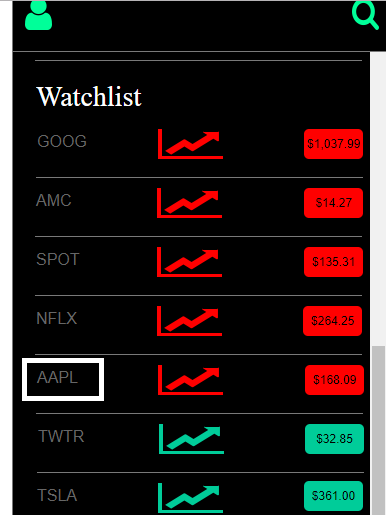 Watchlist
GOOG $1,037.99
AMC $14.27
SPOT $135.31
NFLX $264.25
AAPL $168.09
TWTR $32.85
TSLA $361.00